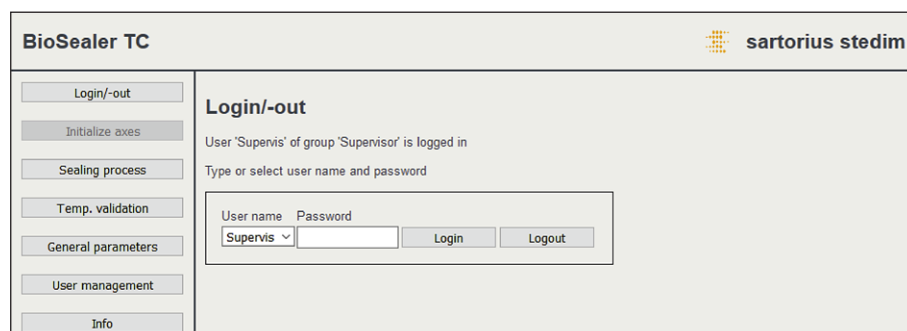 BioSealer TC
sartorius stedim
Login/-out
Initialize axes
Sealing process
Temp. validation
General parameters
User management
Info
Login/-out
User 'Supervis' of group 'Supervisor' is logged in
Type or select user name and password
User name Password
Supervis Login Logout